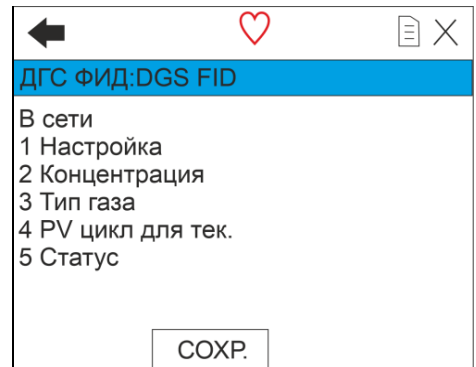 ДГС ФИД:DGS FID
В сети
1 Настройка
2 Концентрация
3 Тип газа
4 PV цикл для тек.
5 Статус
СОХР.